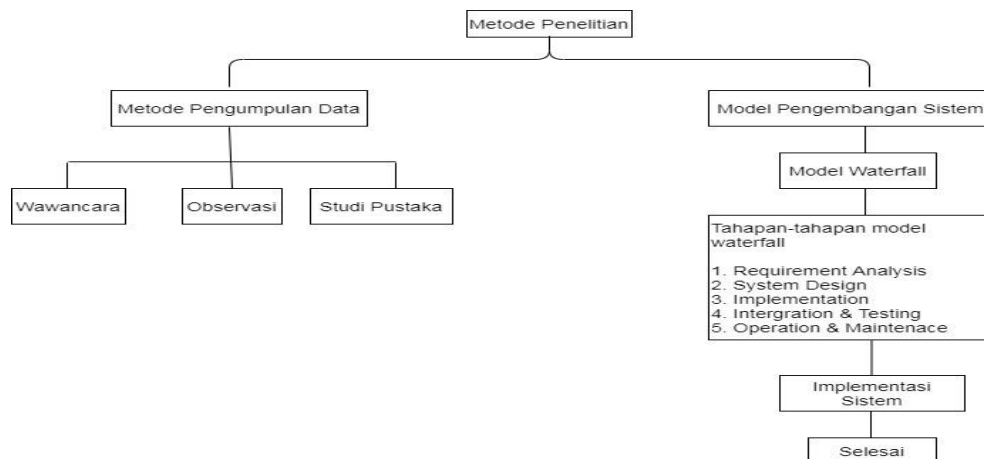 Metode Penelitian
Metode Pengumpulan Data
Model Pengembangan Sistem
Wawancara
Observasi
Studi Pustaka
Model Waterfall
Tahapan-tahapan model
waterfall
1. Requirement Analysis
2. System Design
3. Implementation
4. Intergration & Testing
5. Operation & Maintenace
Implementasi
Sistem
Selesai